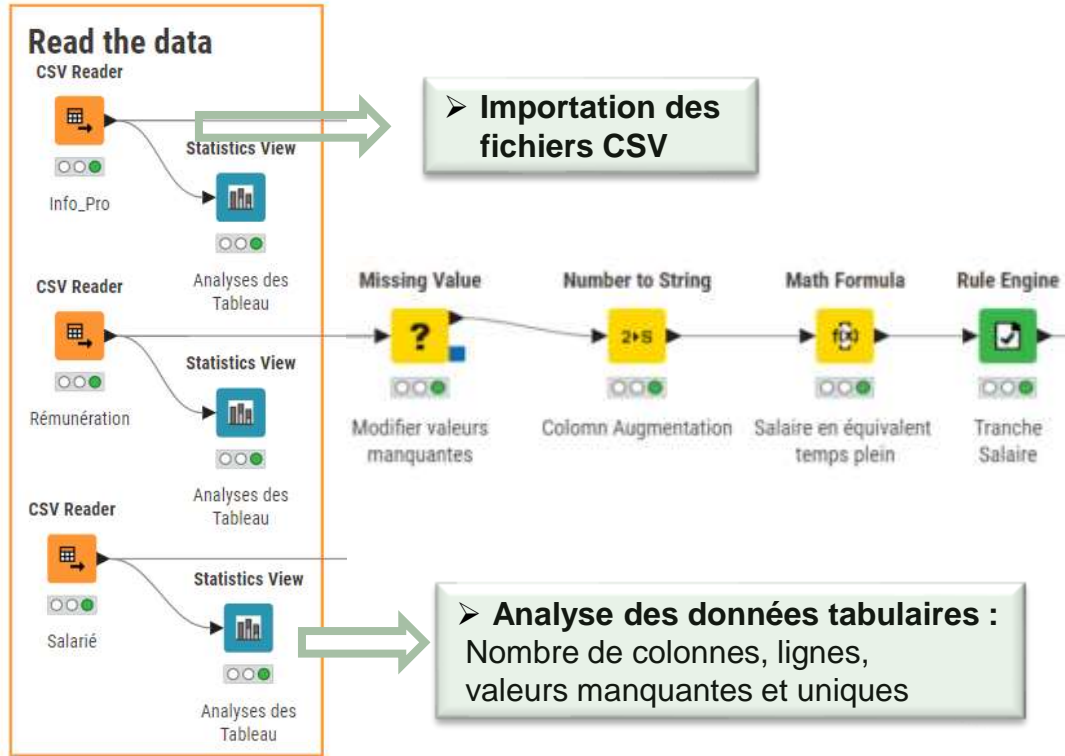 Read the data
CSV Reader
Info_Pro
Statistics View
Analyses des
Tableau
➢ Importation des
fichiers CSV
CSV Reader
Rémunération
Statistics View
Analyses des
Tableau
Missing Value
?
Modifier valeurs
manquantes
Number to String
2▸S
Colomn Augmentation
Math Formula
f(x)
Salaire en équivalent
temps plein
Rule Engine
Tranche
Salaire
CSV Reader
Salarié
Statistics View
Analyses des
Tableau
➢ Analyse des données tabulaires :
Nombre de colonnes, lignes,
valeurs manquantes et uniques